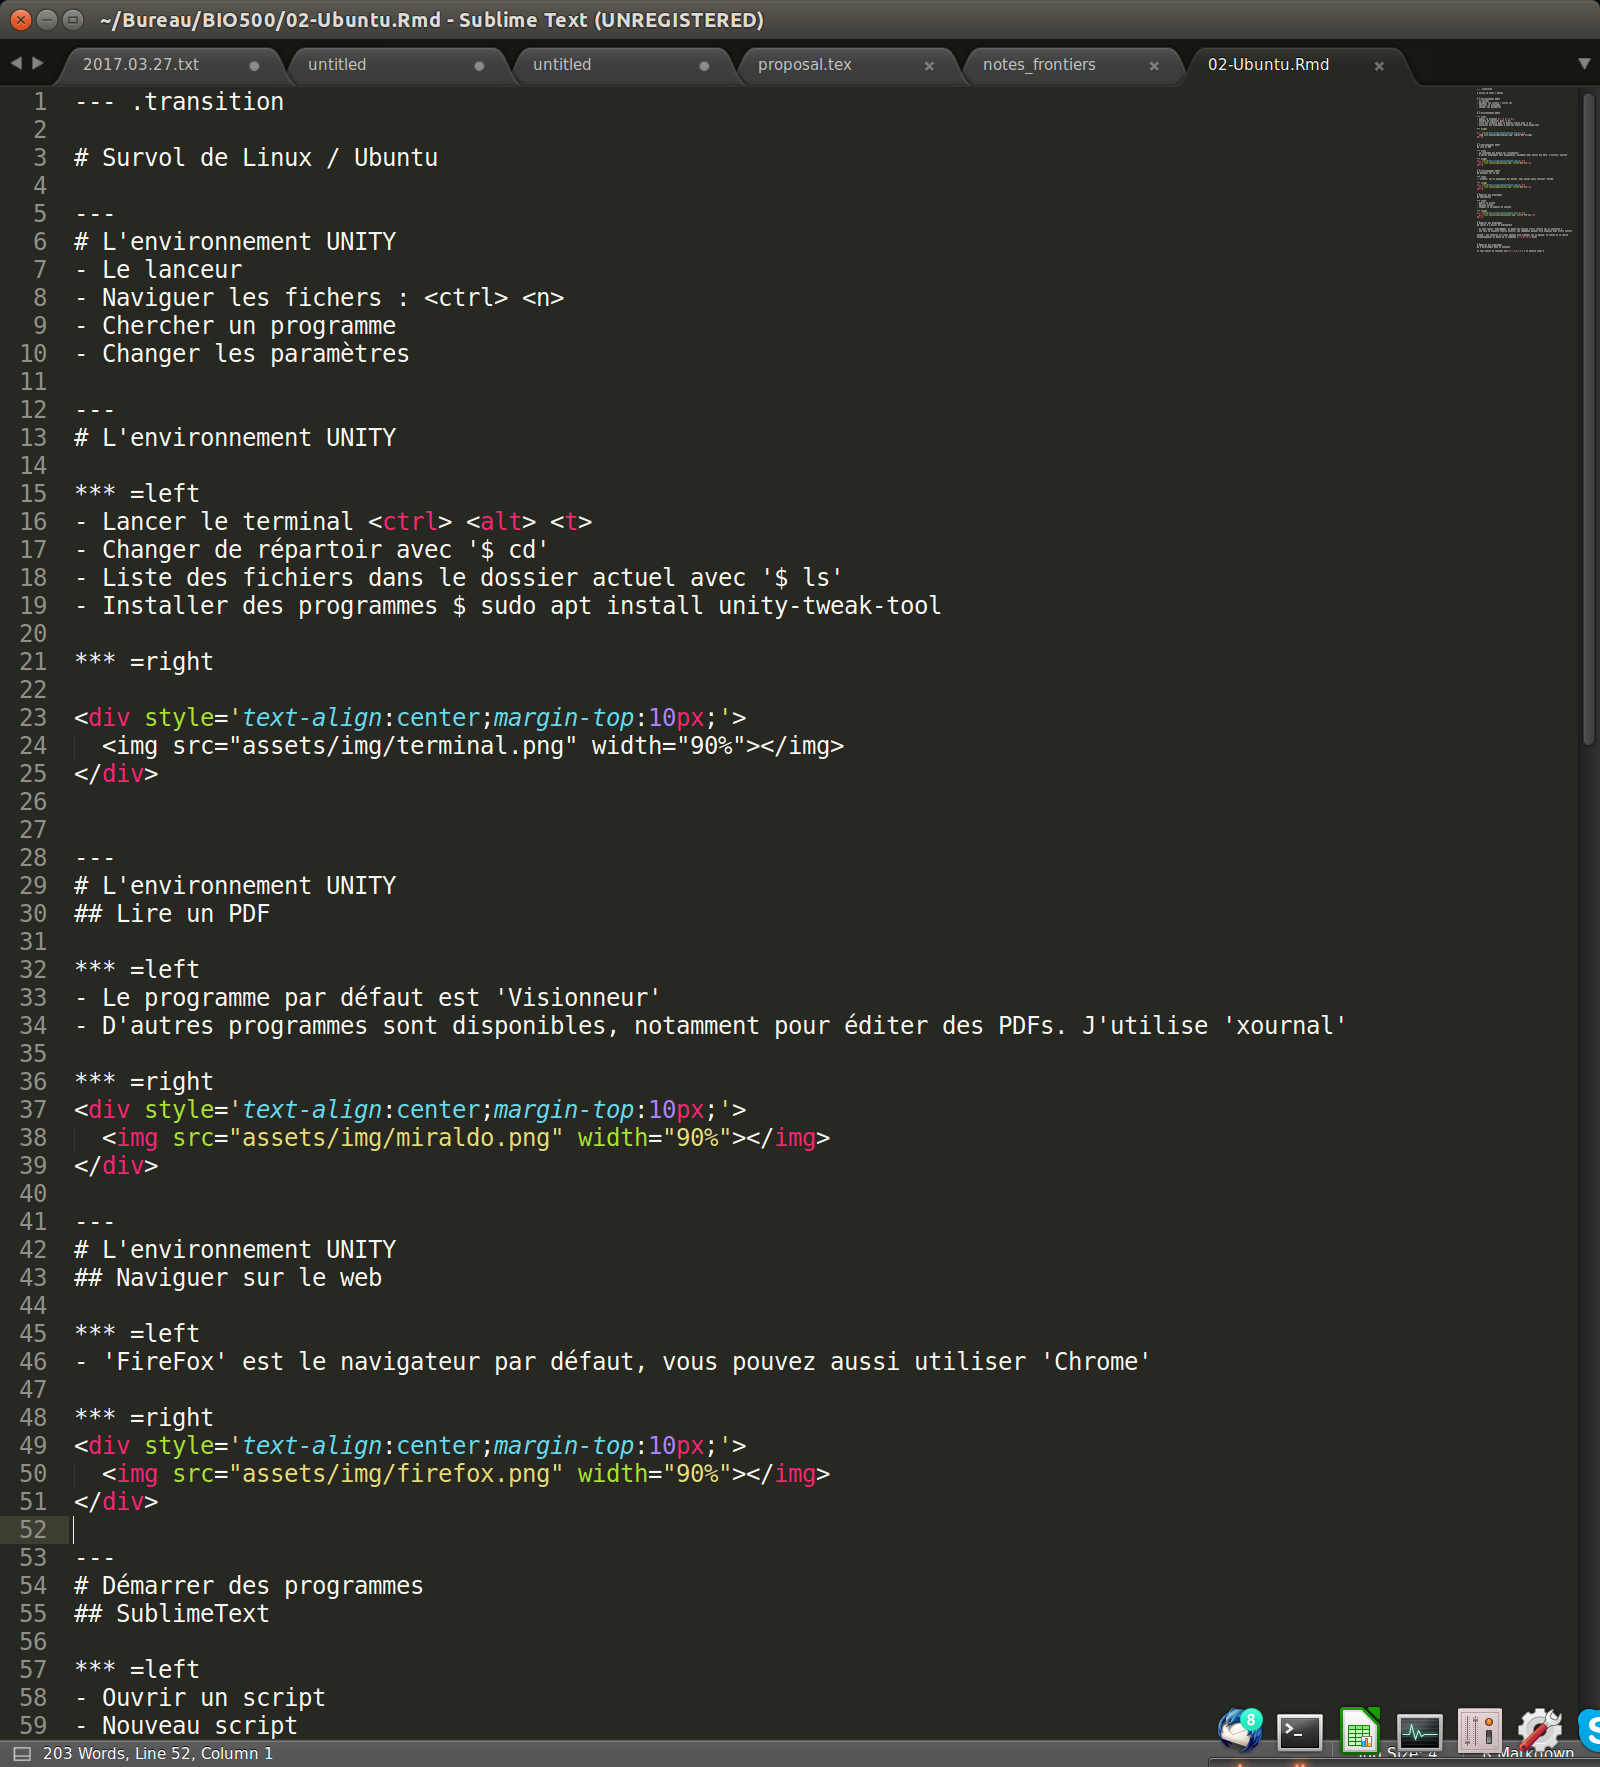 ~/Bureau/BIO500/02-Ubuntu.Rmd - Sublime Text (UNREGISTERED)
2017.03.27.txt untitled untitled proposal.tex notes_frontiers 02-Ubuntu.Rmd
1 --- .transition
2
3 # Survol de Linux / Ubuntu
4
5 ---
6 # L'environnement UNITY
7 - Le lanceur
8 - Naviguer les fichers : <ctrl> <n>
9 - Chercher un programme
10 - Changer les paramètres
11
12 ---
13 # L'environnement UNITY
14
15 *** =left
16 - Lancer le terminal <ctrl> <alt> <t>
17 - Changer de répartoir avec '$ cd'
18 - Liste des fichiers dans le dossier actuel avec '$ ls'
19 - Installer des programmes $ sudo apt install unity-tweak-tool
20
21 *** =right
22
23 <div style='text-align:center;margin-top:10px;'>
24 <img src="assets/img/terminal.png" width="90%"></img>
25 </div>
26
27
28 ---
29 # L'environnement UNITY
30 ## Lire un PDF
31
32 *** =left
33 - Le programme par défaut est 'Visionneur'
34 - D'autres programmes sont disponibles, notamment pour éditer des PDFs. J'utilise 'xournal'
35
36 *** =right
37 <div style='text-align:center;margin-top:10px;'>
38 <img src="assets/img/miraldo.png" width="90%"></img>
39 </div>
40
41 ---
42 # L'environnement UNITY
43 ## Naviguer sur le web
44
45 *** =left
46 - 'FireFox' est le navigateur par défaut, vous pouvez aussi utiliser 'Chrome'
47
48 *** =right
49 <div style='text-align:center;margin-top:10px;'>
50 <img src="assets/img/firefox.png" width="90%"></img>
51 </div>
52
53 ---
54 # Démarrer des programmes
55 ## SublimeText
56
57 *** =left
58 - Ouvrir un script
59 - Nouveau script
8
203 Words, Line 52, Column 1 Size: 4 Markdown